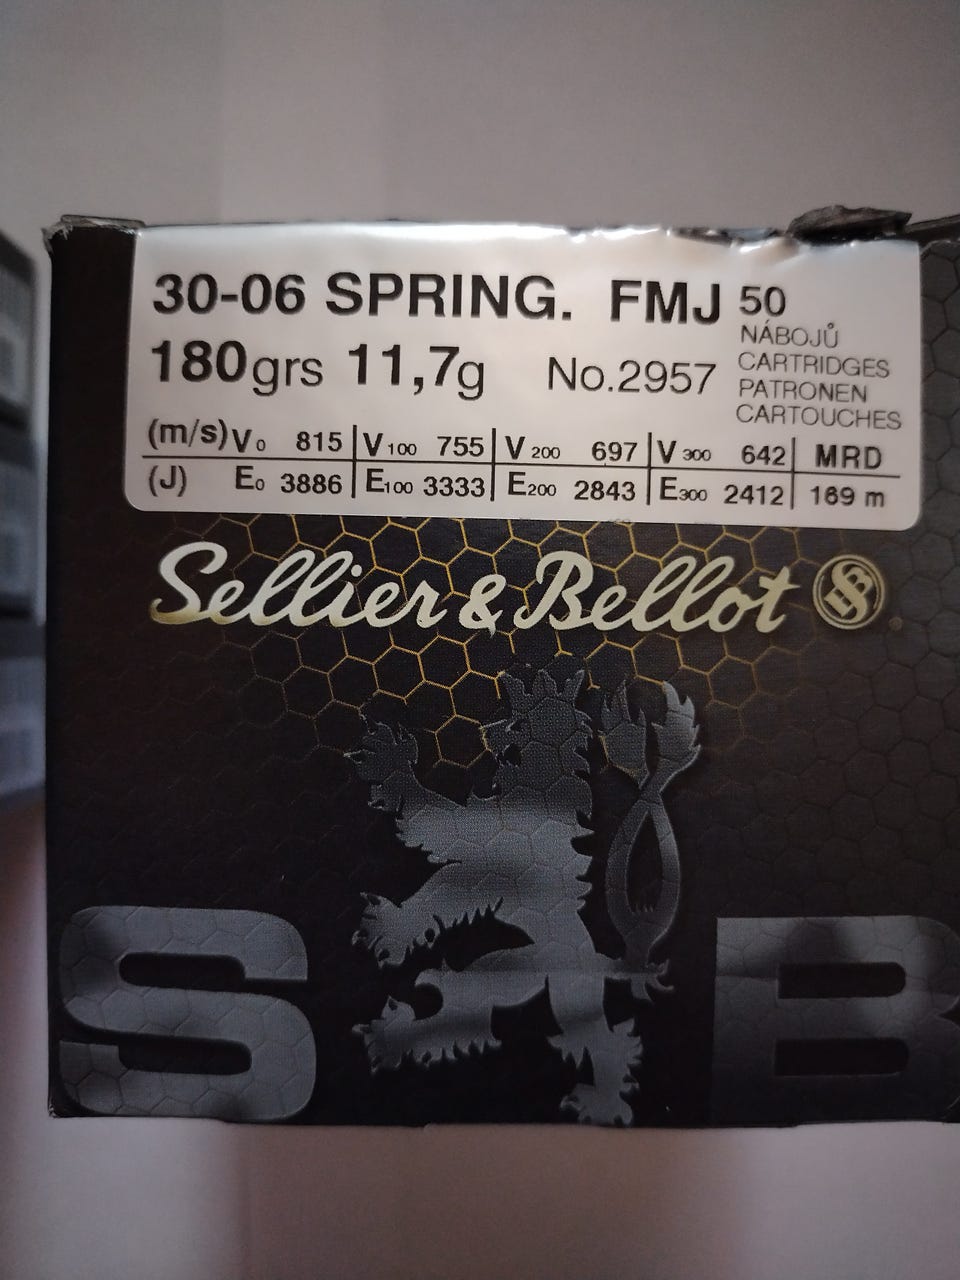 30-06 SPRING. FMJ 50
NÁBOJŮ
CARTRIDGES
PATRONEN
CARTOUCHES
180grs 11,7g No.2957
(m/s) V0 815 | V100 755 | V200 697 | V300 642 | MRD
(J) E0 3886 | E100 3333 | E200 2843 | E300 2412 | 169 m
Sellier & Bellot SB
S B